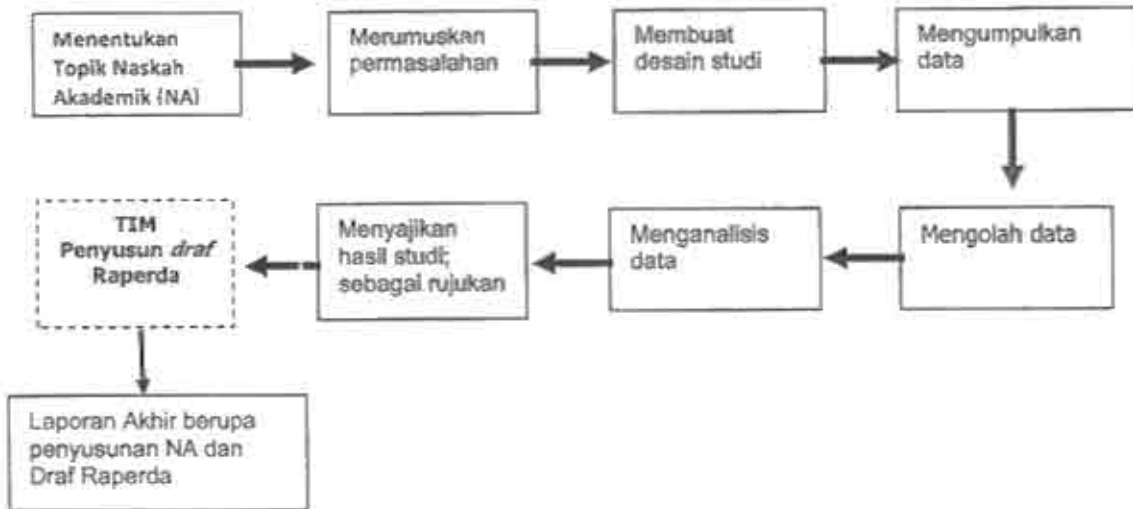 Menentukan
Topik Naskah
Akademik (NA)
Merumuskan
permasalahan
Membuat
desain studi
Mengumpulkan
data
Mengolah data
Menganalisis
data
Menyajikan
hasil studi;
sebagai rujukan
TIM
Penyusun draf
Raperda
Laporan Akhir berupa
penyusunan NA dan
Draf Raperda